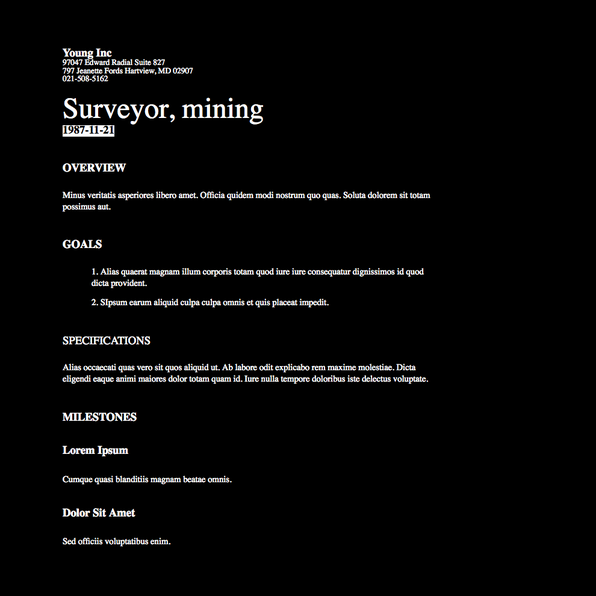 Young Inc
97047 Edward Radial Suite 827
797 Jeanette Fords Hartview, MD 02907
021-508-5162
Surveyor, mining
1987-11-21
OVERVIEW
Minus veritatis asperiores libero amet. Officia quidem modi nostrum quo quas. Soluta dolorem sit totam
possimus aut.
GOALS
1. Alias quaerat magnam illum corporis totam quod iure iure consequatur dignissimos id quod
dicta provident.
2. SIpsum earum aliquid culpa culpa omnis et quis placeat impedit.
SPECIFICATIONS
Alias occaecati quas vero sit quos aliquid ut. Ab labore odit explicabo rem maxime molestiae. Dicta
eligendi eaque animi maiores dolor totam quam id. Iure nulla tempore doloribus iste delectus voluptate.
MILESTONES
Lorem Ipsum
Cumque quasi blanditiis magnam beatae omnis.
Dolor Sit Amet
Sed officiis voluptatibus enim.